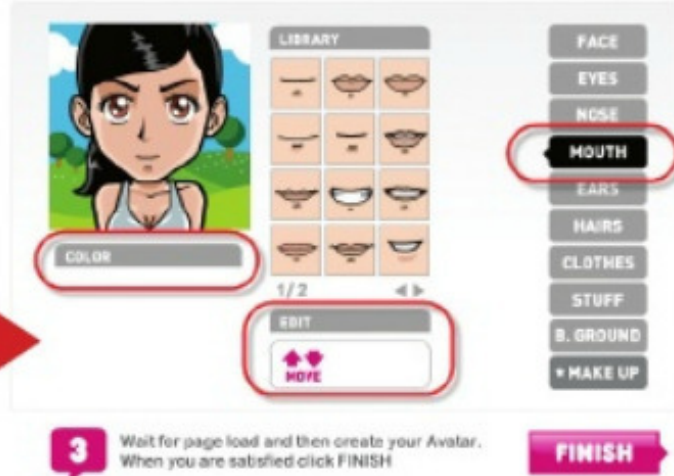 LIBRARY
FACE
EYES
NOSE
MOUTH
EARS
HAIRS
CLOTHES
STUFF
B. GROUND
* MAKE UP
COLOR
1/2
EDIT
MOVE
3
Wait for page load and then create your Avatar.
When you are satisfied click FINISH
FINISH